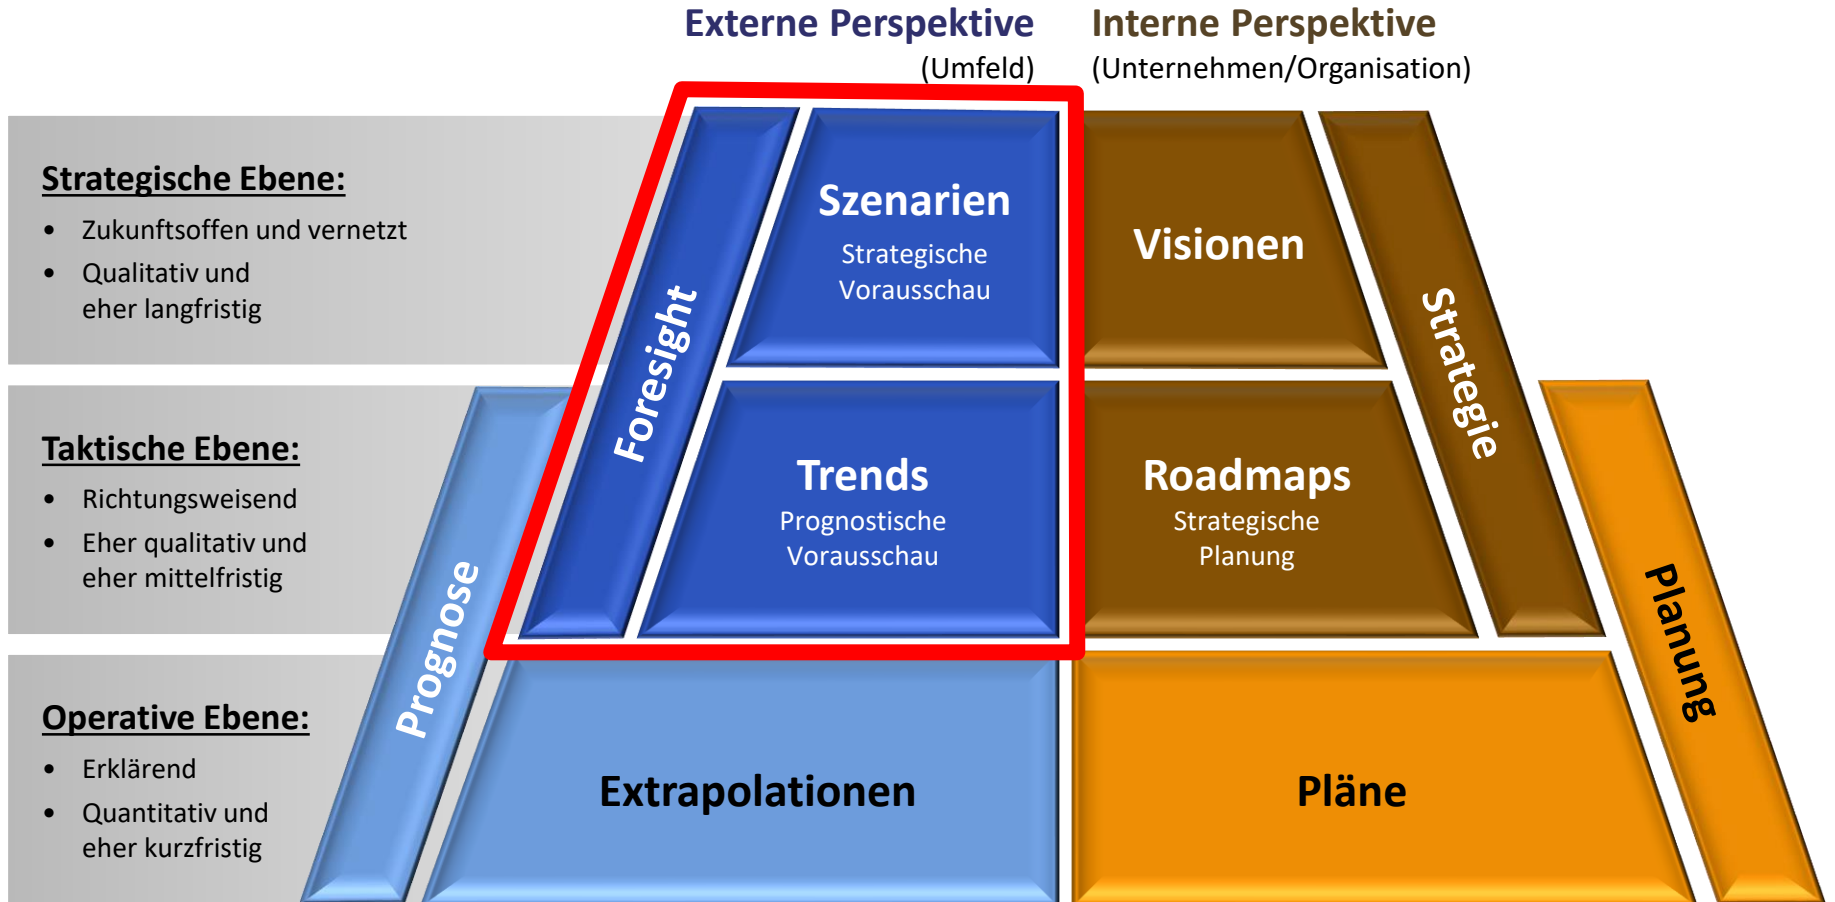 Externe Perspektive
(Umfeld)
Interne Perspektive
(Unternehmen/Organisation)
Strategische Ebene:
• Zukunftsoffen und vernetzt
• Qualitativ und
eher langfristig
Foresight
Szenarien
Strategische
Vorausschau
Visionen
Strategie
Taktische Ebene:
• Richtungsweisend
• Eher qualitativ und
eher mittelfristig
Prognose
Trends
Prognostische
Vorausschau
Roadmaps
Strategische
Planung
Planung
Operative Ebene:
• Erklärend
• Quantitativ und
eher kurzfristig
Extrapolationen
Pläne